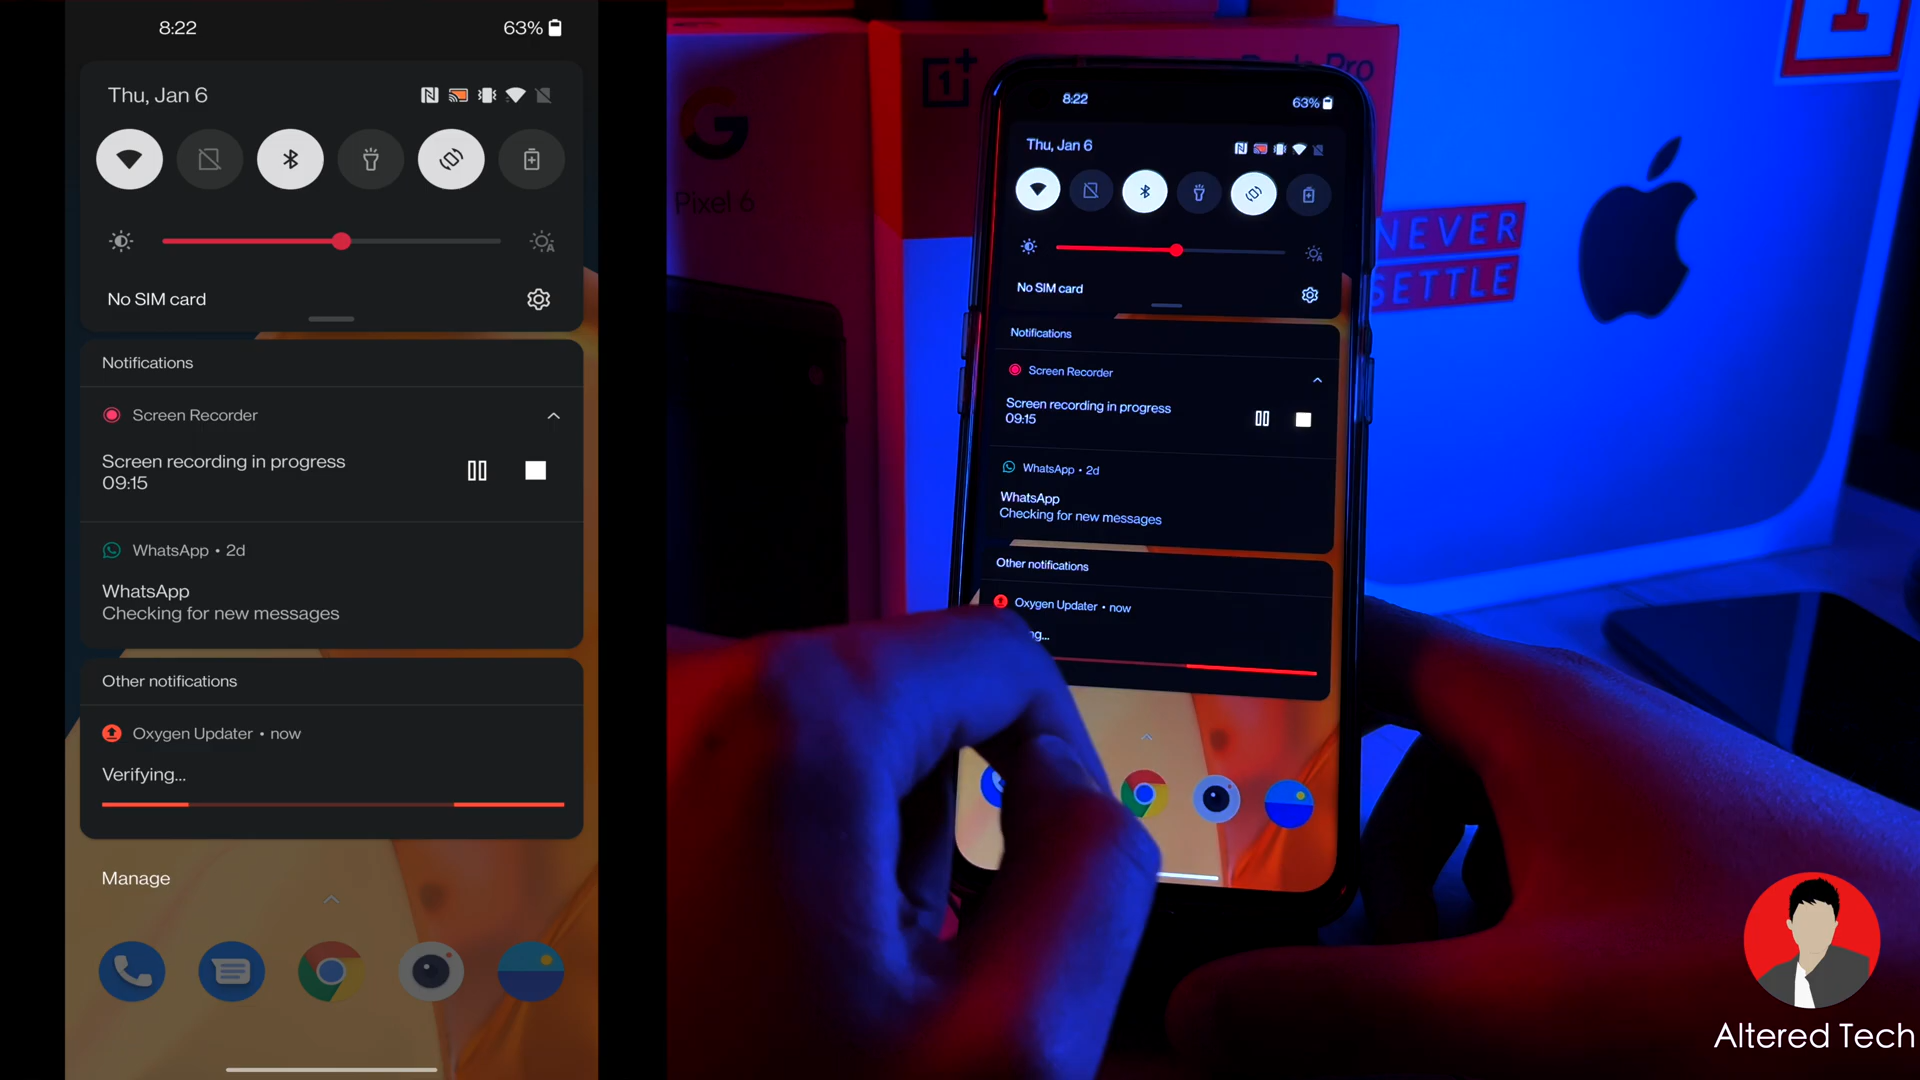 8:22
63%
Thu, Jan 6
No SIM card
Notifications
Screen Recorder
Screen recording in progress
09:15
WhatsApp • 2d
WhatsApp
Checking for new messages
Other notifications
Oxygen Updater • now
Verifying...
Manage
Pixel 6
Pro
NEVER
SETTLE
8:22
63%
Thu, Jan 6
No SIM card
Notifications
Screen Recorder
Screen recording in progress
09:15
WhatsApp • 2d
WhatsApp
Checking for new messages
Other notifications
Oxygen Updater • now
Altered Tech